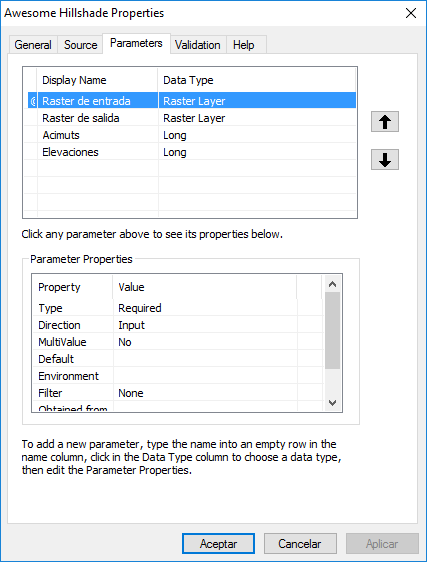 Awesome Hillshade Properties
General Source Parameters Validation Help
Display Name Data Type
Raster de entrada Raster Layer
Raster de salida Raster Layer
Acimuts Long
Elevaciones Long
Click any parameter above to see its properties below.
Parameter Properties
Property Value
Type Required
Direction Input
MultiValue No
Default
Environment
Filter None
Obtained from
To add a new parameter, type the name into an empty row in the
name column, click in the Data Type column to choose a data type,
then edit the Parameter Properties.
Aceptar Cancelar Aplicar